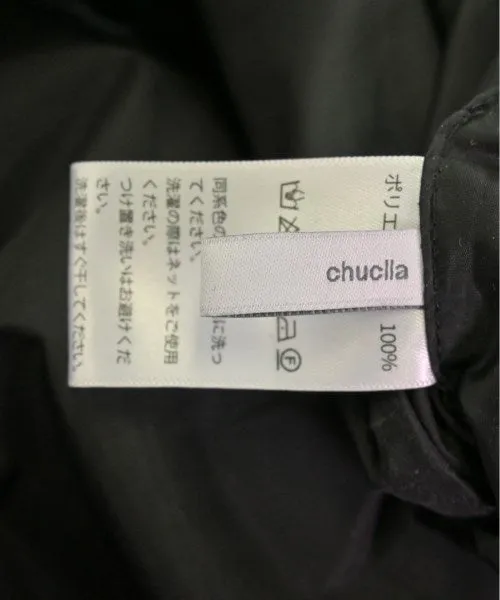 chuclla
ポリエ 100%
F
同系色の に洗っ
てください。
洗濯の際はネットをご使用
ください。
つけ置き洗いはお避けくだ
さい。
洗濯後はすぐ干してください。